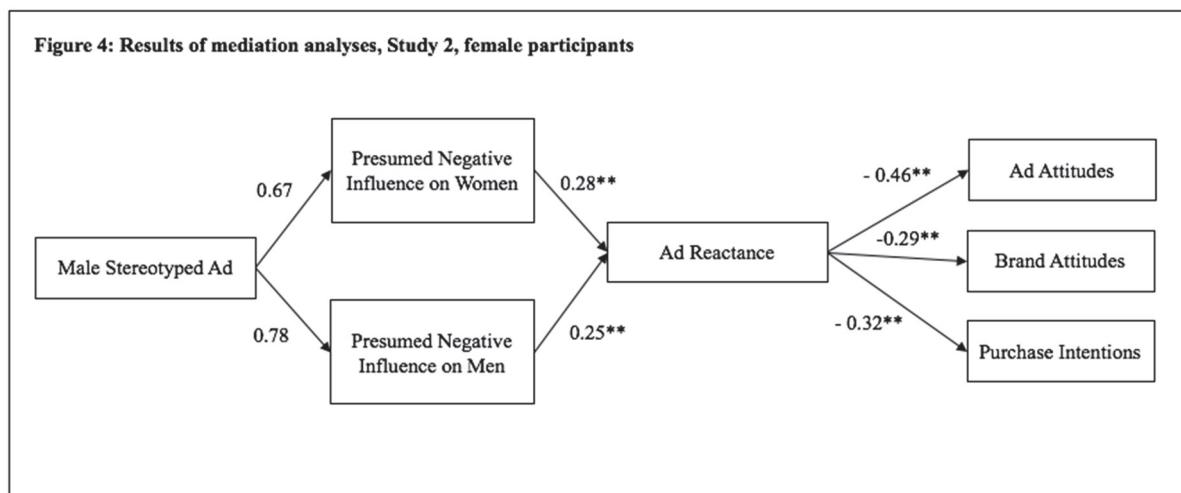 Figure 4: Results of mediation analyses, Study 2, female participants
Presumed Negative
Influence on Women
0.67
0.28**
Male Stereotyped Ad
Ad Reactance
0.78
Presumed Negative
Influence on Men
0.25**
- 0.46**
Ad Attitudes
-0.29**
Brand Attitudes
- 0.32**
Purchase Intentions